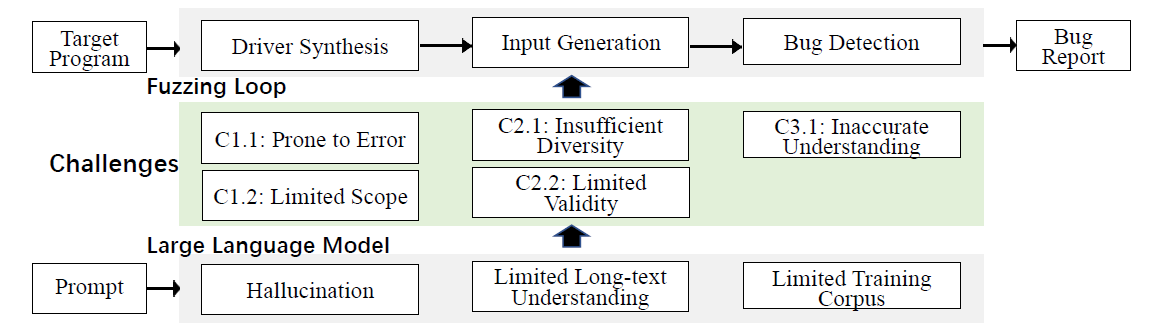 Target
Program
Driver Synthesis
Input Generation
Bug Detection
Bug
Report
Fuzzing Loop
Challenges
C1.1: Prone to Error
C2.1: Insufficient
Diversity
C3.1: Inaccurate
Understanding
C1.2: Limited Scope
C2.2: Limited
Validity
Large Language Model
Prompt
Hallucination
Limited Long-text
Understanding
Limited Training
Corpus